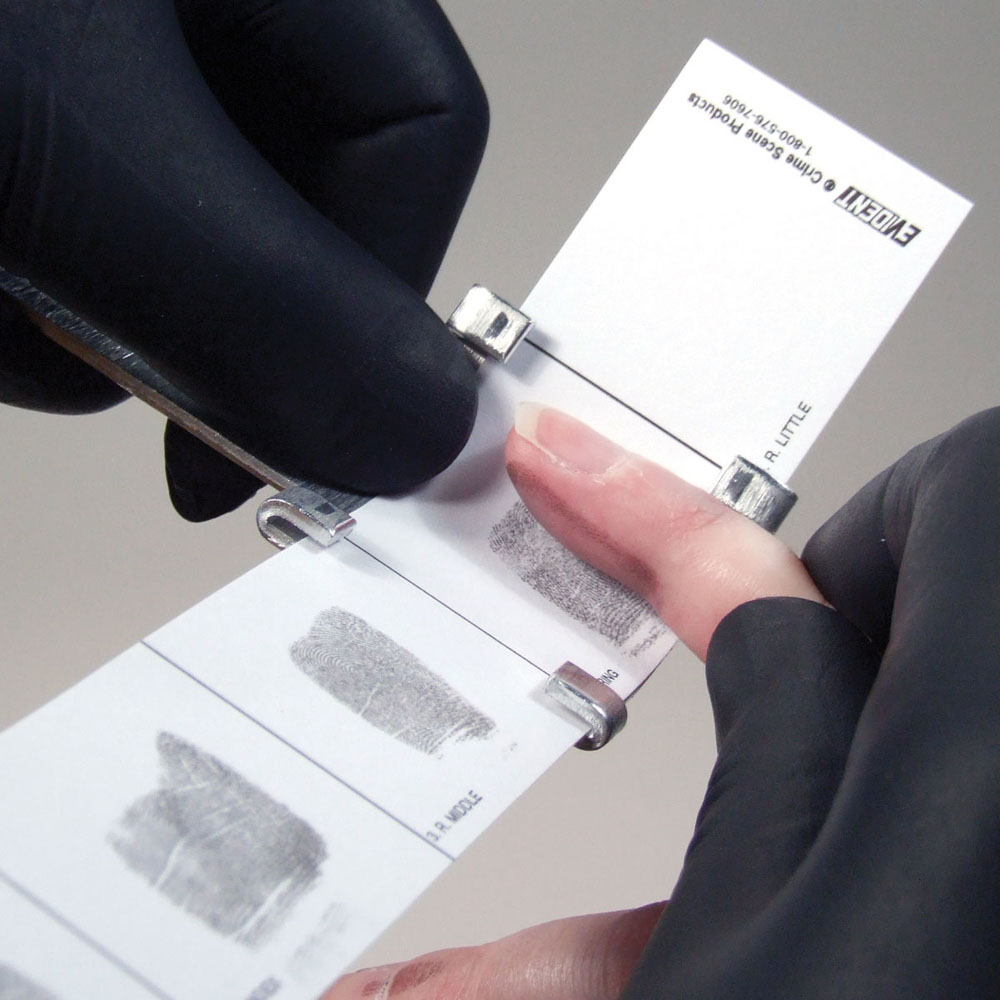 EVIDENT ® Crime Scene Products
1-800-576-7606
R. LITTLE
3. R. MIDDLE